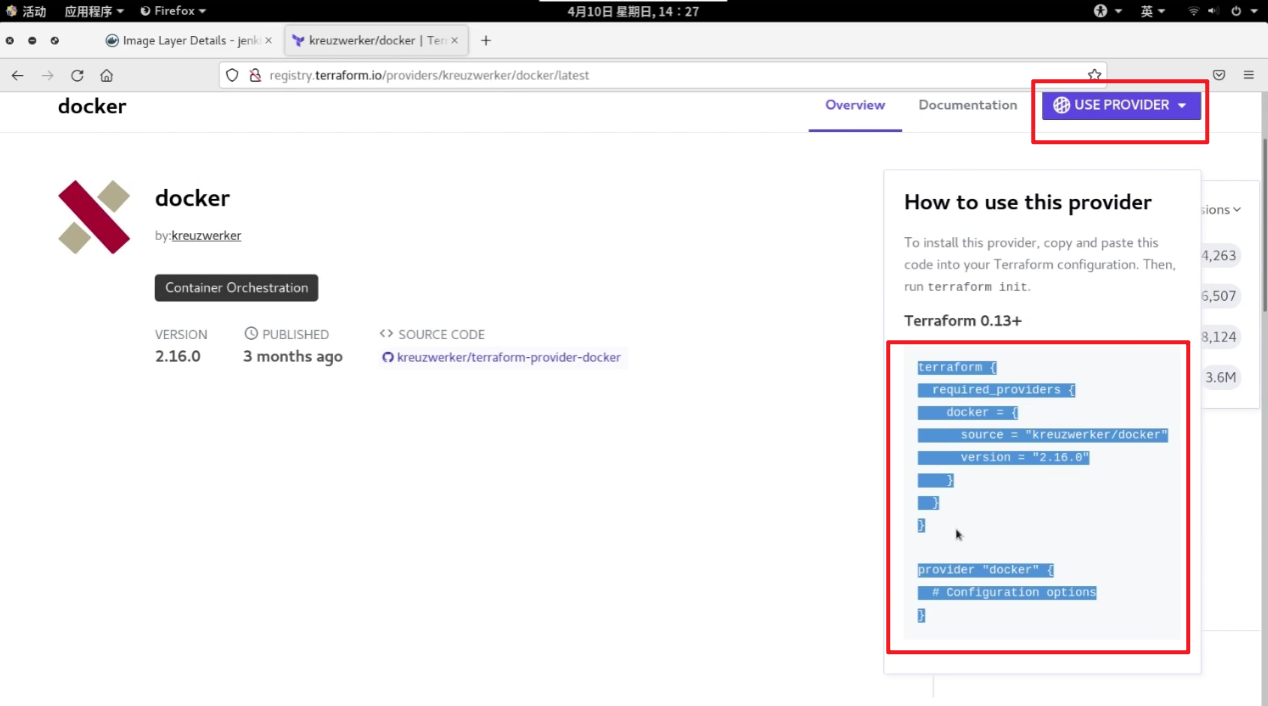 活动 应用程序 Firefox 4月10日 星期日, 14：27 英
Image Layer Details - jenki kreuzwerker/docker | Terr
registry.terraform.io/providers/kreuzwerker/docker/latest
docker Overview Documentation USE PROVIDER
docker
by:kreuzwerker
Container Orchestration
VERSION PUBLISHED <> SOURCE CODE
2.16.0 3 months ago kreuzwerker/terraform-provider-docker
How to use this provider
To install this provider, copy and paste this
code into your Terraform configuration. Then,
run terraform init.
Terraform 0.13+
terraform {
required_providers {
docker = {
source = "kreuzwerker/docker"
version = "2.16.0"
}
}
}
provider "docker" {
# Configuration options
}
sions
4,263
6,507
8,124
3.6M